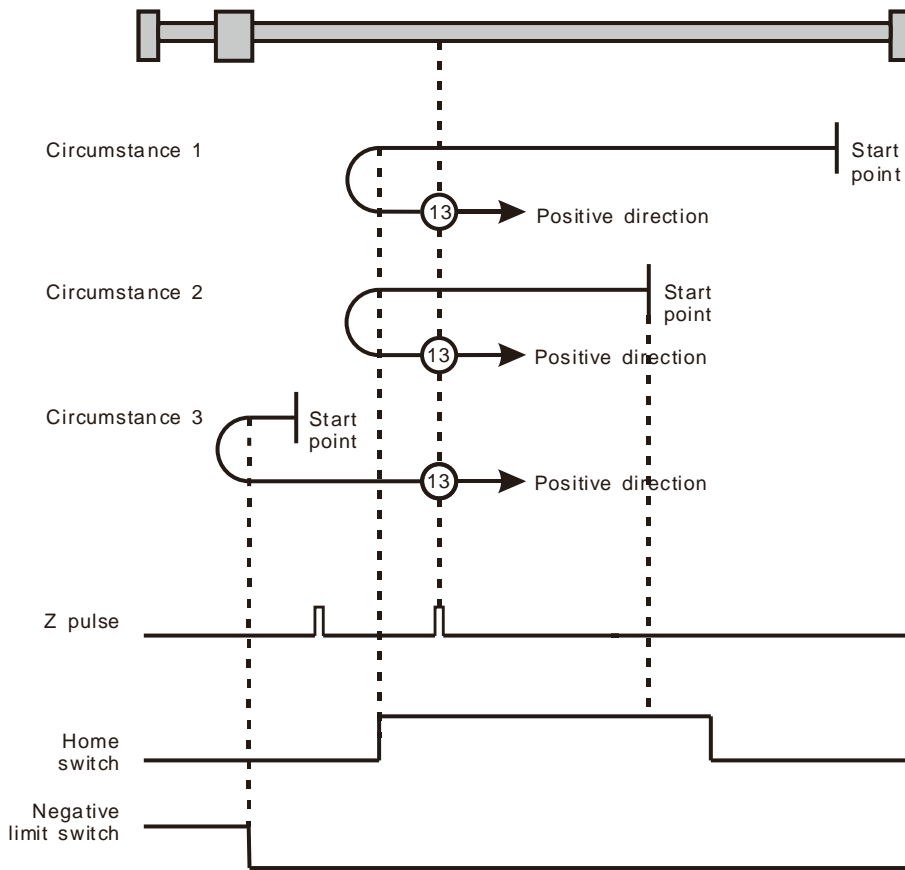 Circumstance 1
Start
point
13
Positive direction
Circumstance 2
Start
point
13
Positive direction
Circumstance 3
Start
point
13
Positive direction
Z pulse
Home
switch
Negative
limit switch